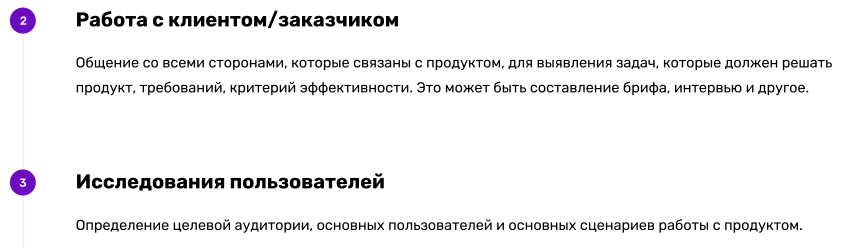 2
Работа с клиентом/заказчиком
Общение со всеми сторонами, которые связаны с продуктом, для выявления задач, которые должен решать
продукт, требований, критерий эффективности. Это может быть составление брифа, интервью и другое.
3
Исследования пользователей
Определение целевой аудитории, основных пользователей и основных сценариев работы с продуктом.